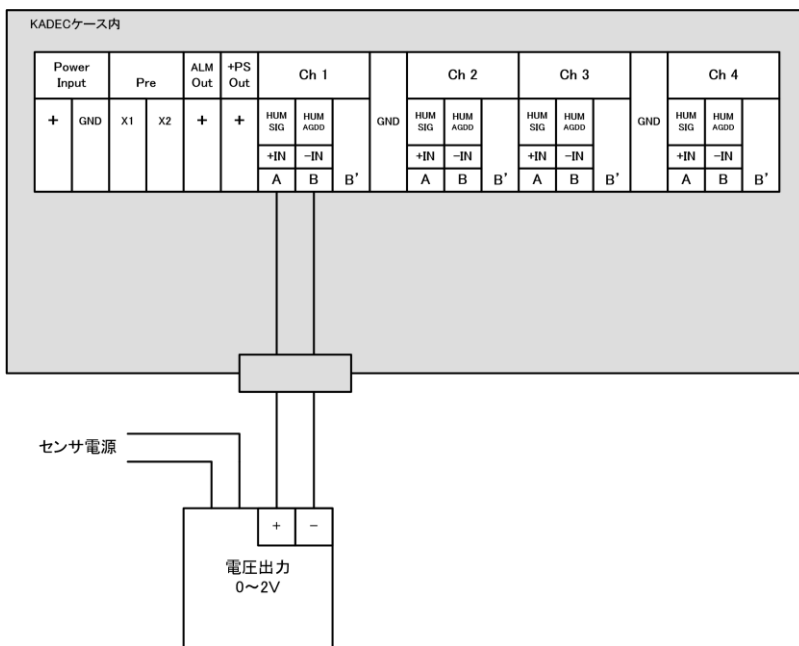 KADECケース内
Power Input Pre ALM Out +PS Out Ch 1 GND Ch 2 Ch 3 GND Ch 4
+ GND X1 X2 + + HUM SIG HUM AGDD HUM SIG HUM AGDD HUM SIG HUM AGDD HUM SIG HUM AGDD
+IN -IN +IN -IN +IN -IN +IN -IN
A B B' A B B' A B B' A B B'
センサ電源
+ -
電圧出力
0～2V